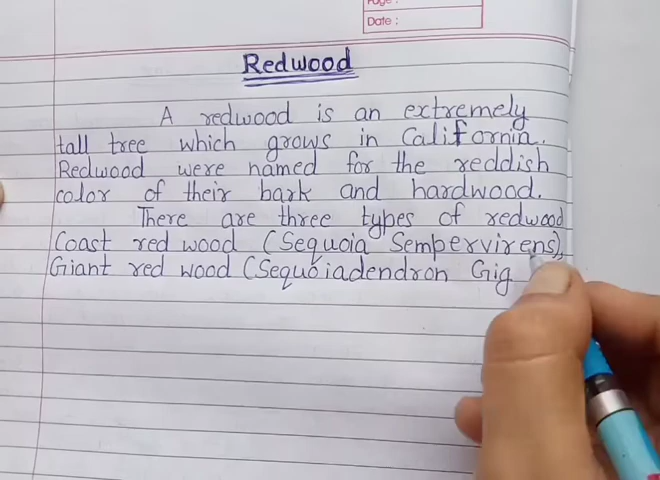 Page :
Date :
Redwood
A redwood is an extremely
tall tree which grows in California.
Redwood were named for the reddish
color of their bark and hardwood.
There are three types of redwood
Coast red wood (Sequoia Sempervirens),
Giant red wood (Sequoiadendron Gig